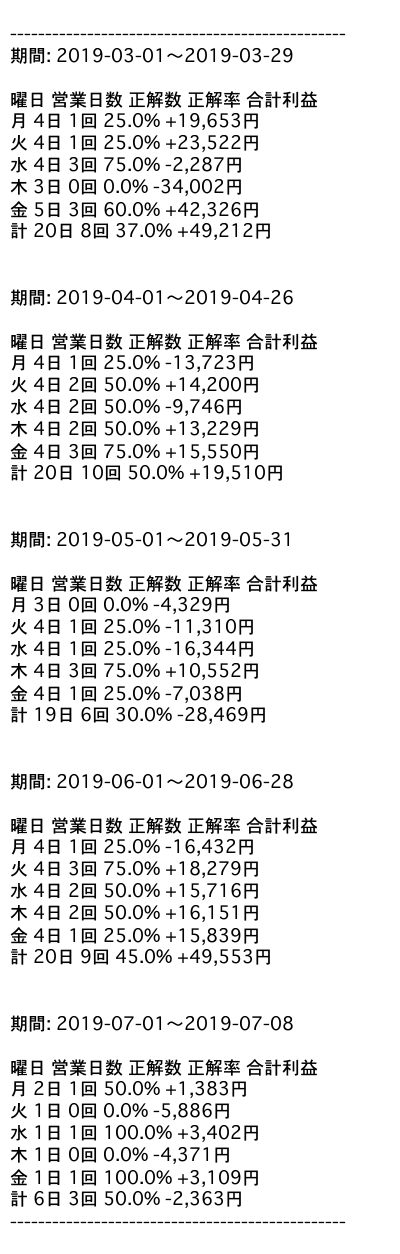 ------------------------------------------------
期間: 2019-03-01～2019-03-29
曜日 営業日数 正解数 正解率 合計利益
月 4日 1回 25.0% +19,653円
火 4日 1回 25.0% +23,522円
水 4日 3回 75.0% -2,287円
木 3日 0回 0.0% -34,002円
金 5日 3回 60.0% +42,326円
計 20日 8回 37.0% +49,212円
期間: 2019-04-01～2019-04-26
曜日 営業日数 正解数 正解率 合計利益
月 4日 1回 25.0% -13,723円
火 4日 2回 50.0% +14,200円
水 4日 2回 50.0% -9,746円
木 4日 2回 50.0% +13,229円
金 4日 3回 75.0% +15,550円
計 20日 10回 50.0% +19,510円
期間: 2019-05-01～2019-05-31
曜日 営業日数 正解数 正解率 合計利益
月 3日 0回 0.0% -4,329円
火 4日 1回 25.0% -11,310円
水 4日 1回 25.0% -16,344円
木 4日 3回 75.0% +10,552円
金 4日 1回 25.0% -7,038円
計 19日 6回 30.0% -28,469円
期間: 2019-06-01～2019-06-28
曜日 営業日数 正解数 正解率 合計利益
月 4日 1回 25.0% -16,432円
火 4日 3回 75.0% +18,279円
水 4日 2回 50.0% +15,716円
木 4日 2回 50.0% +16,151円
金 4日 1回 25.0% +15,839円
計 20日 9回 45.0% +49,553円
期間: 2019-07-01～2019-07-08
曜日 営業日数 正解数 正解率 合計利益
月 2日 1回 50.0% +1,383円
火 1日 0回 0.0% -5,886円
水 1日 1回 100.0% +3,402円
木 1日 0回 0.0% -4,371円
金 1日 1回 100.0% +3,109円
計 6日 3回 50.0% -2,363円
------------------------------------------------